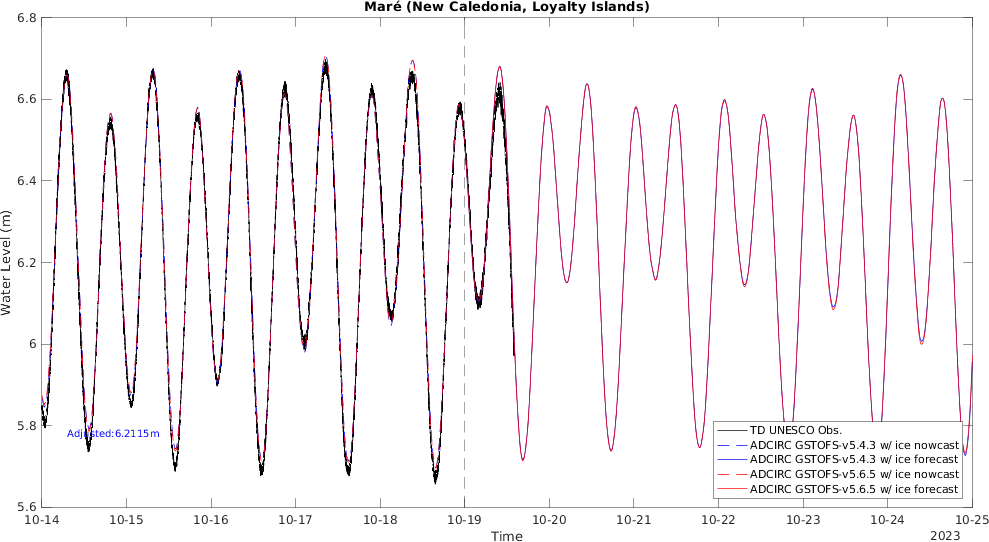 Maré (New Caledonia, Loyalty Islands)
6.8
6.6
6.4
6.2
6
5.8
5.6
Water Level (m)
Adjusted:6.2115m
TD UNESCO Obs.
ADCIRC GSTOFS-v5.4.3 w/ ice nowcast
ADCIRC GSTOFS-v5.4.3 w/ ice forecast
ADCIRC GSTOFS-v5.6.5 w/ ice nowcast
ADCIRC GSTOFS-v5.6.5 w/ ice forecast
10-14 10-15 10-16 10-17 10-18 10-19 10-20 10-21 10-22 10-23 10-24 10-25
Time
2023